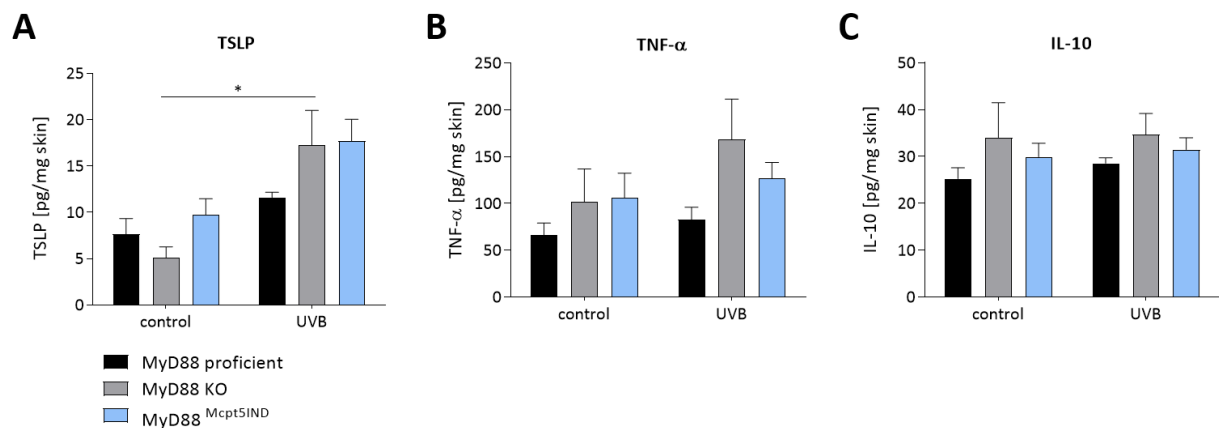 A
TSLP
TSLP [pg/mg skin]
25
20
15
10
5
0
*
control
UVB
B
TNF-α
TNF-α [pg/mg skin]
250
200
150
100
50
0
control
UVB
C
IL-10
IL-10 [pg/mg skin]
50
40
30
20
10
0
control
UVB
MyD88 proficient
MyD88 KO
MyD88 Mcpt5IND